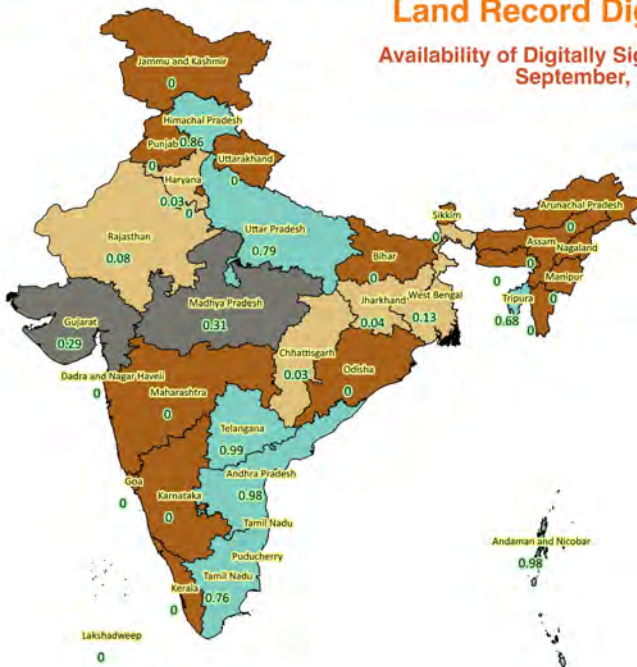 Land Record Dig
Availability of Digitally Sig
September,
Jammu and Kashmir
0
Himachal Pradesh
0.86
Punjab
0
Uttarakhand
0
Haryana
0.03
0
Rajasthan
0.08
Uttar Pradesh
0.79
Bihar
0
Sikkim
0
Arunachal Pradesh
0
Assam
0
Nagaland
0
Manipur
0
0
Tripura
0.68
0
Gujarat
0.29
Madhya Pradesh
0.31
Jharkhand
0.04
West Bengal
0.13
Chhattisgarh
0.03
Odisha
0
Dadra and Nagar Haveli
0
Maharashtra
0
Telangana
0.99
Andhra Pradesh
0.98
Goa
0
Karnataka
0
Tamil Nadu
Puducherry
Tamil Nadu
0.76
Kerala
0
Andaman and Nicobar
0.98
Lakshadweep
0